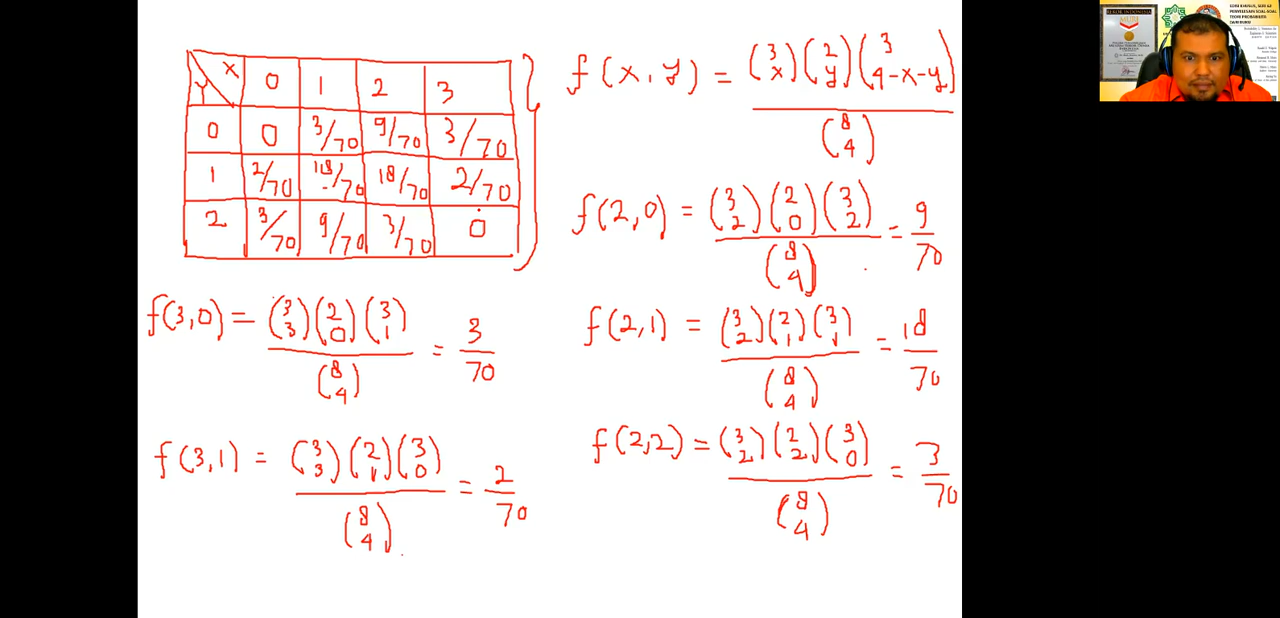 Y X 0 1 2 3
0 0 3/70 9/70 3/70
1 2/70 18/70 18/70 2/70
2 3/70 9/70 3/70 0
f(x,y) = (3 x)(2 y)(3 4-x-y) / (8 4)
f(2,0) = (3 2)(2 0)(3 2) / (8 4) = 9/70
f(3,0) = (3 3)(2 0)(3 1) / (8 4) = 3/70
f(2,1) = (3 2)(2 1)(3 1) / (8 4) = 18/70
f(3,1) = (3 3)(2 1)(3 0) / (8 4) = 2/70
f(2,2) = (3 2)(2 2)(3 0) / (8 4) = 3/70
REKOR INDONESIA
MURI